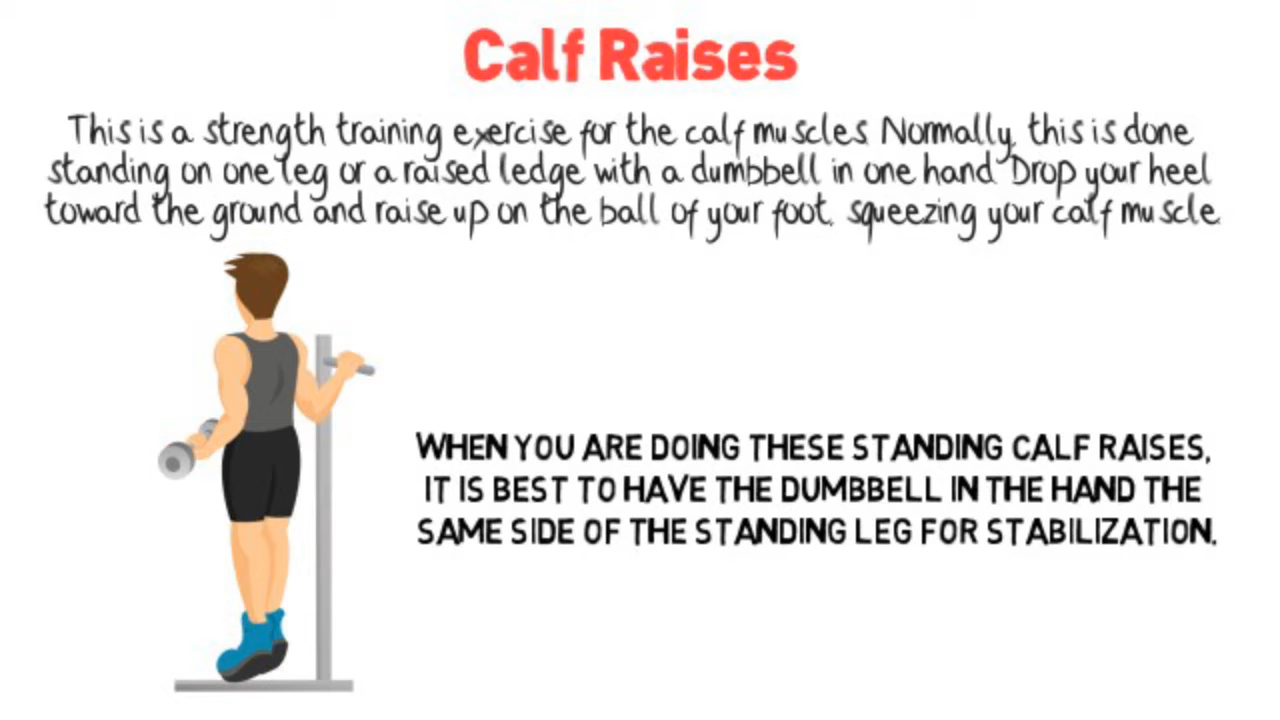 Calf Raises
This is a strength training exercise for the calf muscles. Normally, this is done
standing on one leg or a raised ledge with a dumbbell in one hand. Drop your heel
toward the ground and raise up on the ball of your foot, squeezing your calf muscle.
WHEN YOU ARE DOING THESE STANDING CALF RAISES,
IT IS BEST TO HAVE THE DUMBBELL IN THE HAND THE
SAME SIDE OF THE STANDING LEG FOR STABILIZATION.